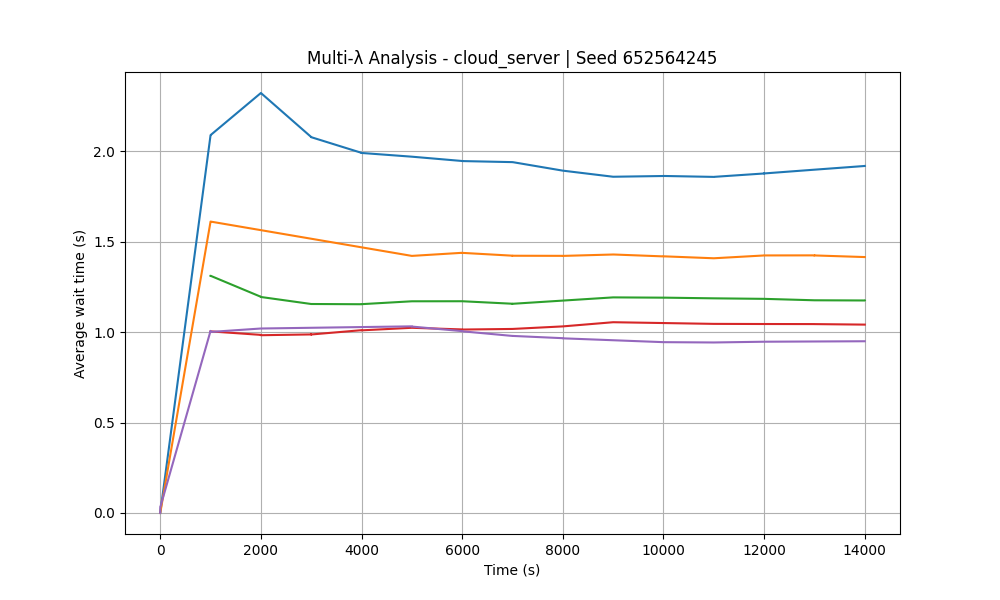 Multi-λ Analysis - cloud_server | Seed 652564245
Average wait time (s)
2.0
1.5
1.0
0.5
0.0
0 2000 4000 6000 8000 10000 12000 14000
Time (s)